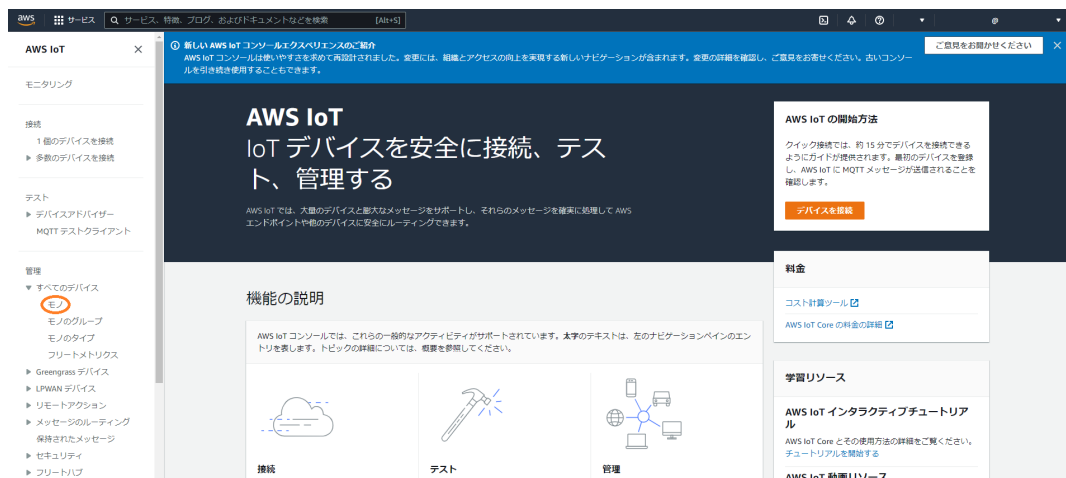 aws
サービス
サービス、特徴、ブログ、およびドキュメントなどを検索
[Alt+S]
@
AWS IoT
モニタリング
接続
1 個のデバイスを接続
多数のデバイスを接続
テスト
デバイスアドバイザー
MQTT テストクライアント
管理
すべてのデバイス
モノ
モノのグループ
モノのタイプ
フリートメトリクス
Greengrass デバイス
LPWAN デバイス
リモートアクション
メッセージのルーティング
保持されたメッセージ
セキュリティ
フリートハブ
新しい AWS IoT コンソールエクスペリエンスのご紹介
AWS IoT コンソールは使いやすさを求めて再設計されました。変更には、組織とアクセスの向上を実現する新しいナビゲーションが含まれます。変更の詳細を確認し、ご意見をお寄せください。古いコンソー
ルを引き続き使用することもできます。
ご意見をお聞かせください
AWS IoT
IoT デバイスを安全に接続、テス
ト、管理する
AWS IoT では、大量のデバイスと膨大なメッセージをサポートし、それらのメッセージを確実に処理して AWS
エンドポイントや他のデバイスに安全にルーティングできます。
AWS IoT の開始方法
クイック接続では、約 15 分でデバイスを接続できる
ようにガイドが提供されます。最初のデバイスを登録
し、AWS IoT に MQTT メッセージが送信されることを
確認します。
デバイスを接続
料金
コスト計算ツール
AWS IoT Core の料金の詳細
機能の説明
AWS IoT コンソールでは、これらの一般的なアクティビティがサポートされています。太字のテキストは、左のナビゲーションペインのエン
トリを表します。トピックの詳細については、概要を参照してください。
接続
テスト
管理
学習リソース
AWS IoT インタラクティブチュートリア
ル
AWS IoT Core とその使用方法の詳細をご覧ください。
チュートリアルを開始する
AWS IoT 動画リソース